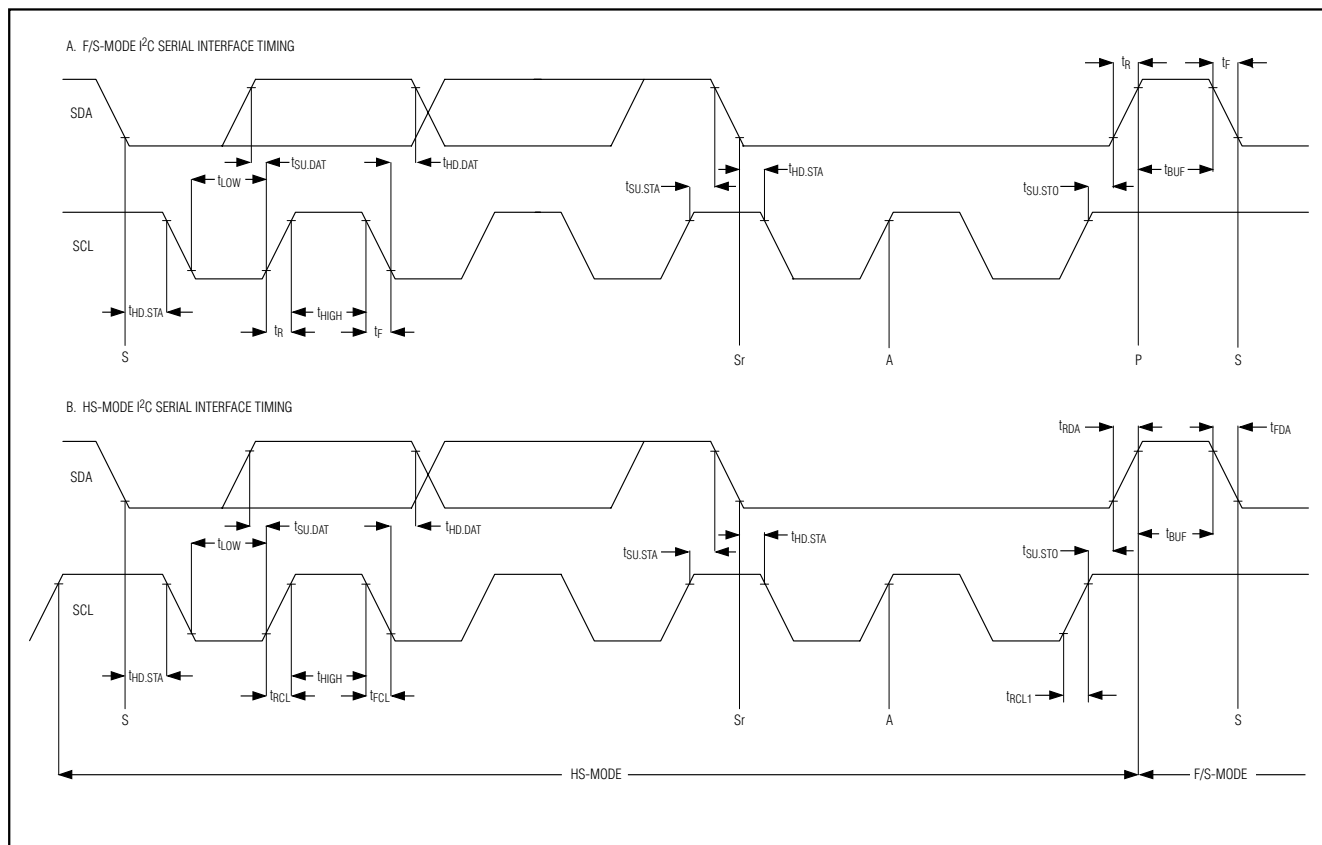 A. F/S-MODE I²C SERIAL INTERFACE TIMING
tR
tF
SDA
tSU.DAT
tHD.DAT
tHD.STA
tBUF
tLOW
tSU.STA
tSU.STO
SCL
tHD.STA
tR
tHIGH
tF
S
Sr
A
P
S
B. HS-MODE I²C SERIAL INTERFACE TIMING
tRDA
tFDA
SDA
tSU.DAT
tHD.DAT
tHD.STA
tBUF
tLOW
tSU.STA
tSU.STO
SCL
tHD.STA
tRCL
tHIGH
tFCL
tRCL1
S
Sr
A
S
HS-MODE
F/S-MODE